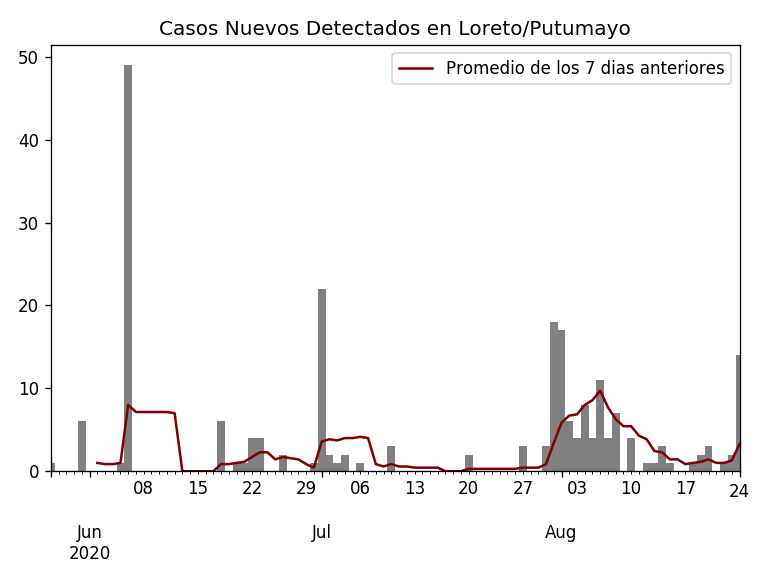 Casos Nuevos Detectados en Loreto/Putumayo
Promedio de los 7 dias anteriores
50
40
30
20
10
0
08 15 22 29 06 13 20 27 03 10 17 24
Jun Jul Aug
2020